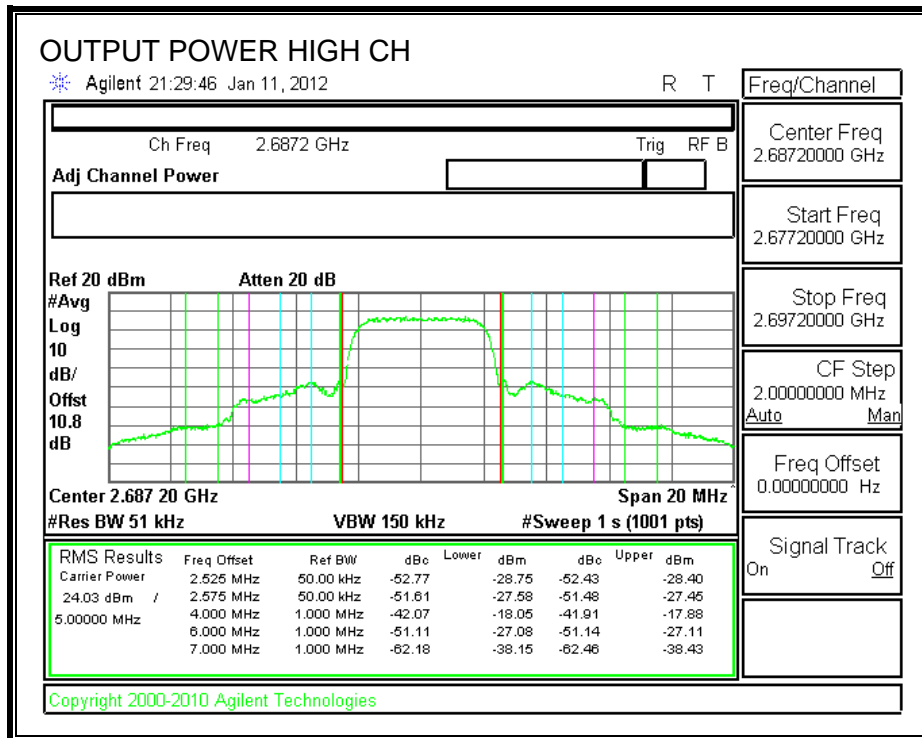 OUTPUT POWER HIGH CH
Agilent 21:29:46 Jan 11, 2012 R T
Freq/Channel
Ch Freq 2.6872 GHz Trig RF B
Adj Channel Power
Center Freq
2.68720000 GHz
Start Freq
2.67720000 GHz
Stop Freq
2.69720000 GHz
CF Step
2.00000000 MHz
Auto Man
Freq Offset
0.00000000 Hz
Signal Track
On Off
Ref 20 dBm Atten 20 dB
#Avg
Log
10
dB/
Offst
10.8
dB
Center 2.687 20 GHz Span 20 MHz
#Res BW 51 kHz VBW 150 kHz #Sweep 1 s (1001 pts)
RMS Results Freq Offset Ref BW dBc Lower dBm dBc Upper dBm
Carrier Power 2.525 MHz 50.00 kHz -52.77 -28.75 -52.43 -28.40
24.03 dBm / 2.575 MHz 50.00 kHz -51.61 -27.58 -51.48 -27.45
5.00000 MHz 4.000 MHz 1.000 MHz -42.07 -18.05 -41.91 -17.88
6.000 MHz 1.000 MHz -51.11 -27.08 -51.14 -27.11
7.000 MHz 1.000 MHz -62.18 -38.15 -62.46 -38.43
Copyright 2000-2010 Agilent Technologies